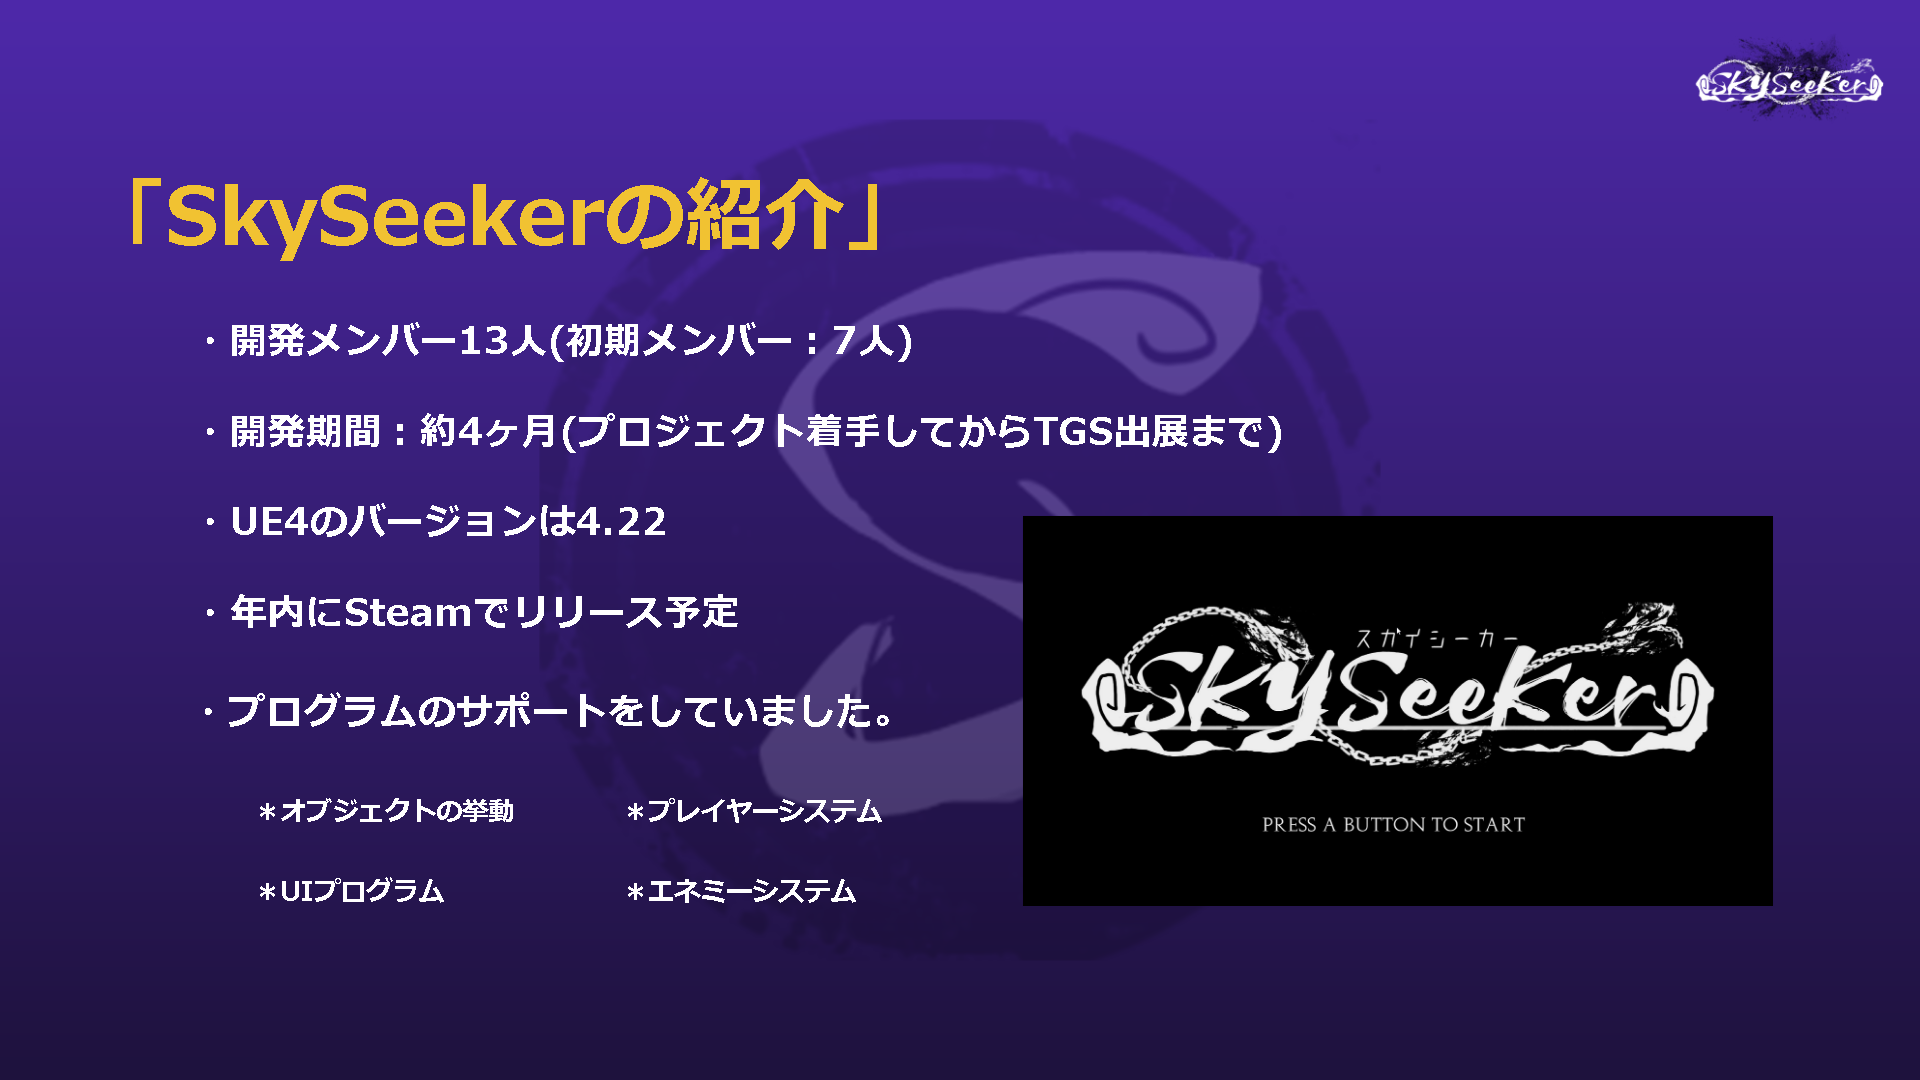 スカイシーカー
SkySeeker
「SkySeekerの紹介」
・開発メンバー13人(初期メンバー：7人)
・開発期間：約4ヶ月(プロジェクト着手してからTGS出展まで)
・UE4のバージョンは4.22
・年内にSteamでリリース予定
・プログラムのサポートをしていました。
＊オブジェクトの挙動 ＊プレイヤーシステム
＊UIプログラム ＊エネミーシステム
スカイシーカー
SkySeeker
PRESS A BUTTON TO START